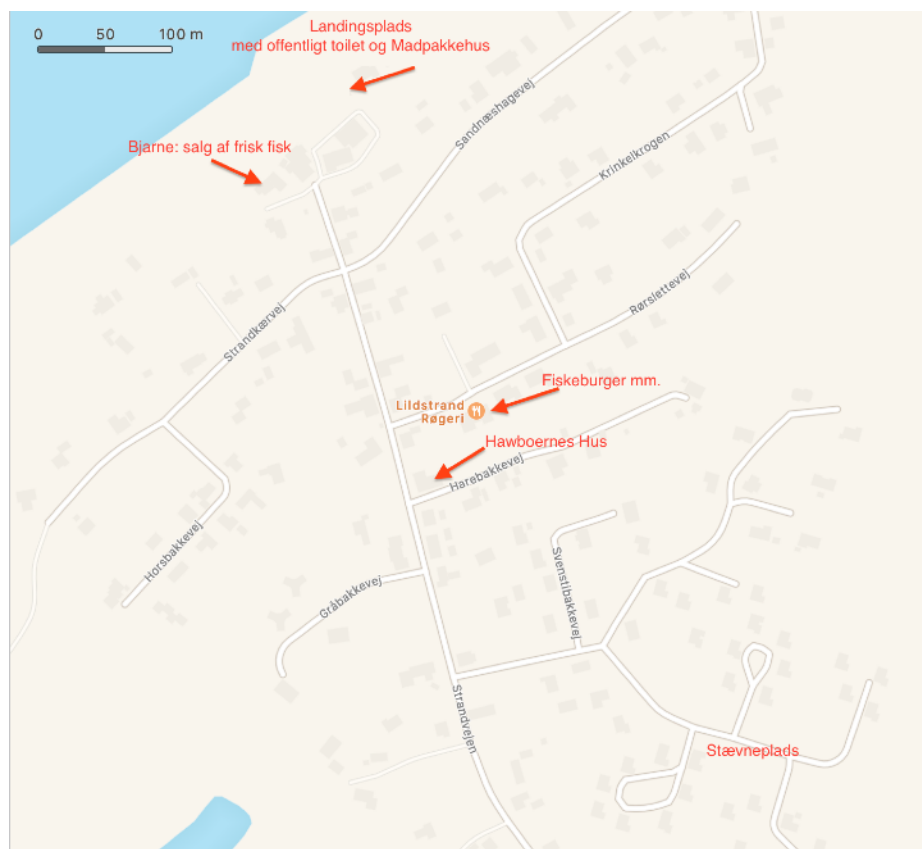 0 50 100 m
Landingsplads
med offentligt toilet og Madpakkehus
Sandnæshagevej
Bjarne: salg af frisk fisk
Krinkelkrogen
Rørslettevej
Strandkærvej
Fiskeburger mm.
Lildstrand
Røgeri
Hawboernes Hus
Harebakkevej
Horsbakkevej
Gråbakkevej
Svenstibakkevej
Strandvejen
Stævneplads